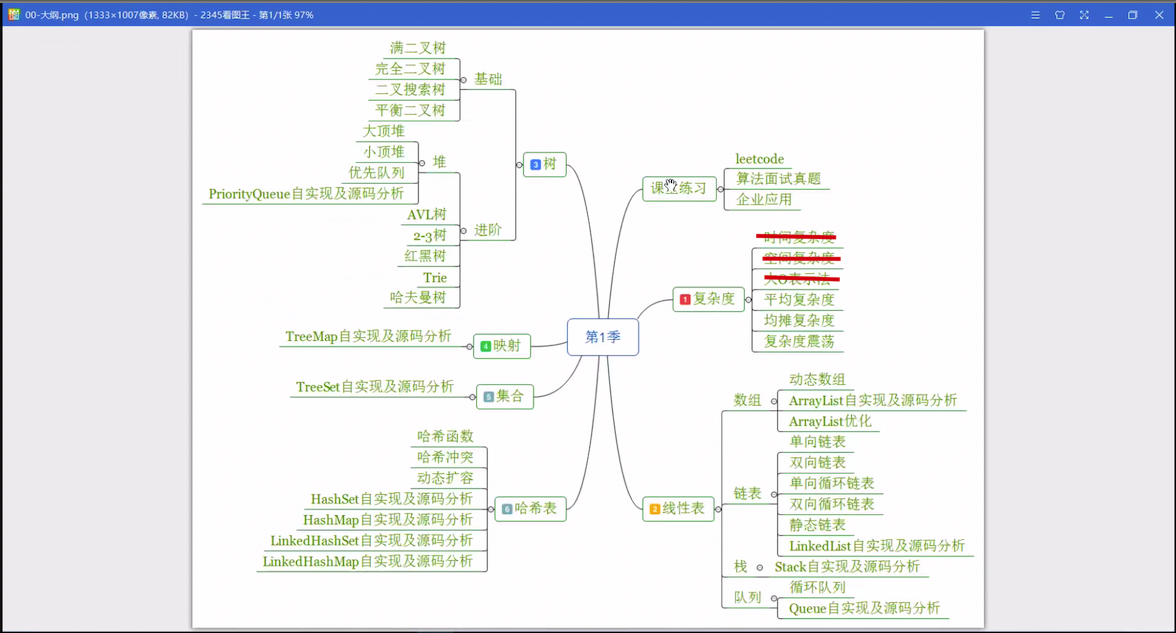 00-大纲.png (1333×1007像素, 82KB) - 2345看图王 - 第1/1张 97%
满二叉树
完全二叉树
二叉搜索树
平衡二叉树
基础
大顶堆
小顶堆
优先队列
PriorityQueue自实现及源码分析
堆
AVL树
2-3树
红黑树
Trie
哈夫曼树
进阶
3 树
TreeMap自实现及源码分析
4 映射
TreeSet自实现及源码分析
5 集合
哈希函数
哈希冲突
动态扩容
HashSet自实现及源码分析
HashMap自实现及源码分析
LinkedHashSet自实现及源码分析
LinkedHashMap自实现及源码分析
6 哈希表
第1季
课堂练习
leetcode
算法面试真题
企业应用
1 复杂度
时间复杂度
空间复杂度
大O表示法
平均复杂度
均摊复杂度
复杂度震荡
2 线性表
数组
动态数组
ArrayList自实现及源码分析
ArrayList优化
链表
单向链表
双向链表
单向循环链表
双向循环链表
静态链表
LinkedList自实现及源码分析
栈
Stack自实现及源码分析
队列
循环队列
Queue自实现及源码分析